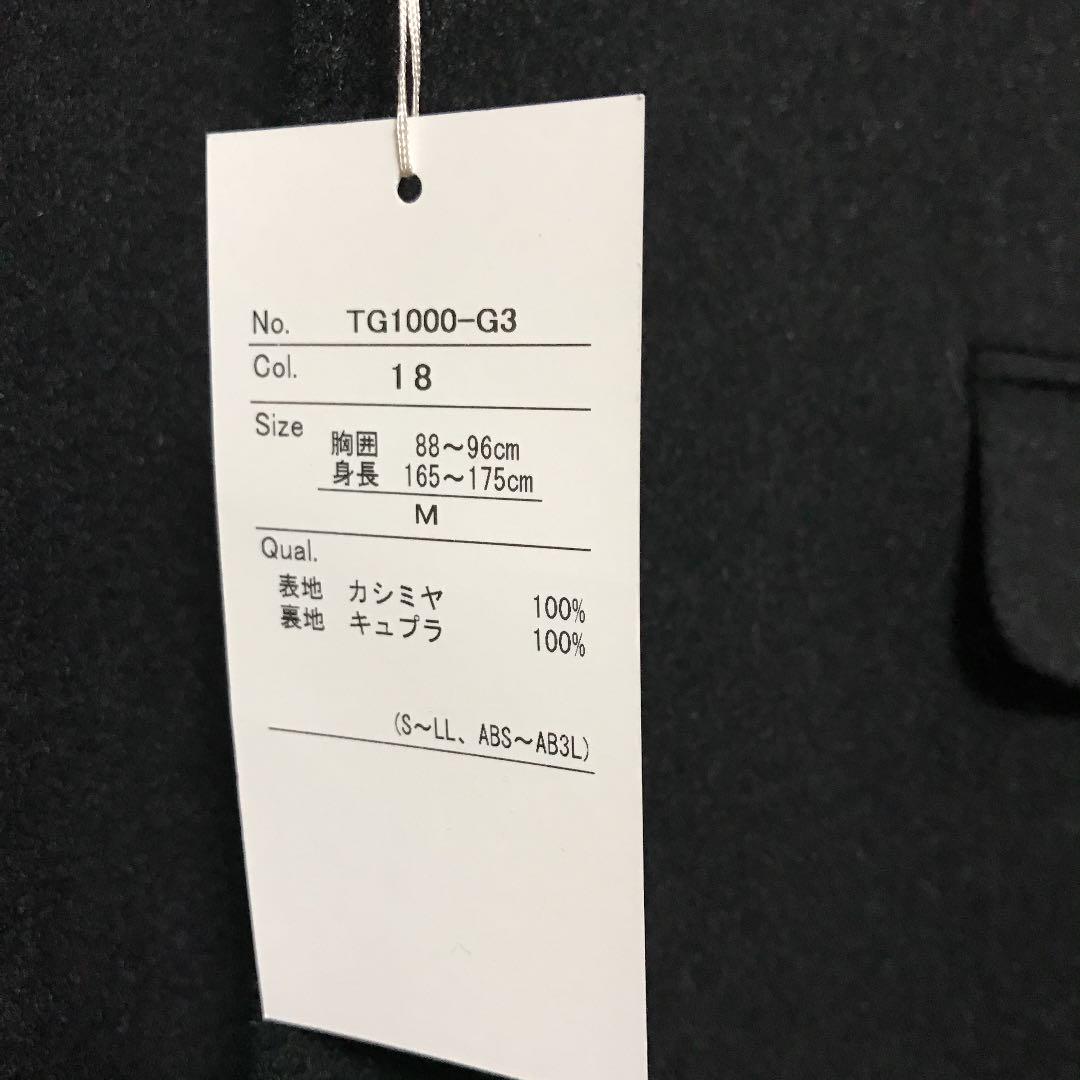 No. TG1000-G3
Col. 18
Size
胸囲 88～96cm
身長 165～175cm
M
Qual.
表地 カシミヤ 100%
裏地 キュプラ 100%
(S～LL、ABS～AB3L)